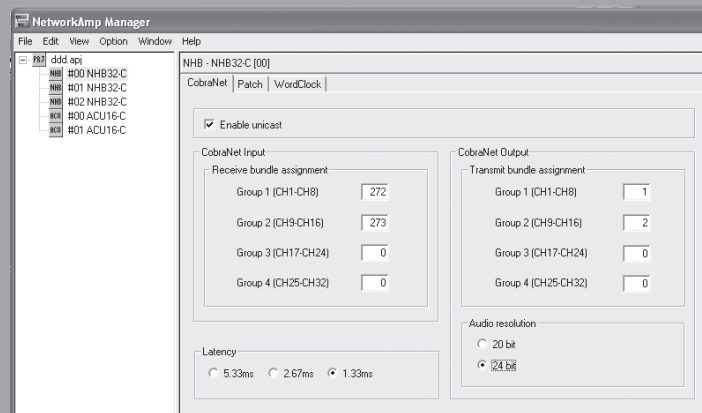 NetworkAmp Manager
File Edit View Option Window Help
PRJ ddd.apj
NHB #00 NHB32-C
NHB #01 NHB32-C
NHB #02 NHB32-C
ACU #00 ACU16-C
ACU #01 ACU16-C
NHB - NHB32-C [00]
CobraNet Patch WordClock
Enable unicast
CobraNet Input
Receive bundle assignment
Group 1 (CH1-CH8) 272
Group 2 (CH9-CH16) 273
Group 3 (CH17-CH24) 0
Group 4 (CH25-CH32) 0
Latency
5.33ms 2.67ms 1.33ms
CobraNet Output
Transmit bundle assignment
Group 1 (CH1-CH8) 1
Group 2 (CH9-CH16) 2
Group 3 (CH17-CH24) 0
Group 4 (CH25-CH32) 0
Audio resolution
20 bit
24 bit